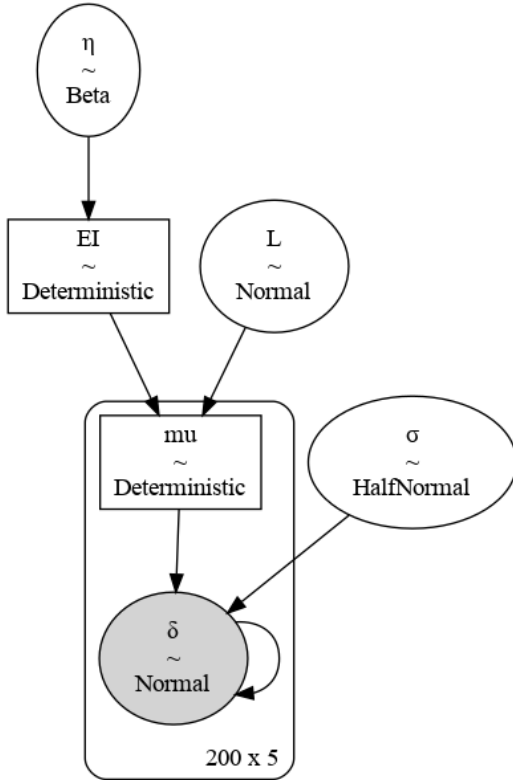 η
~
Beta
EI
~
Deterministic
L
~
Normal
mu
~
Deterministic
σ
~
HalfNormal
δ
~
Normal
200 x 5